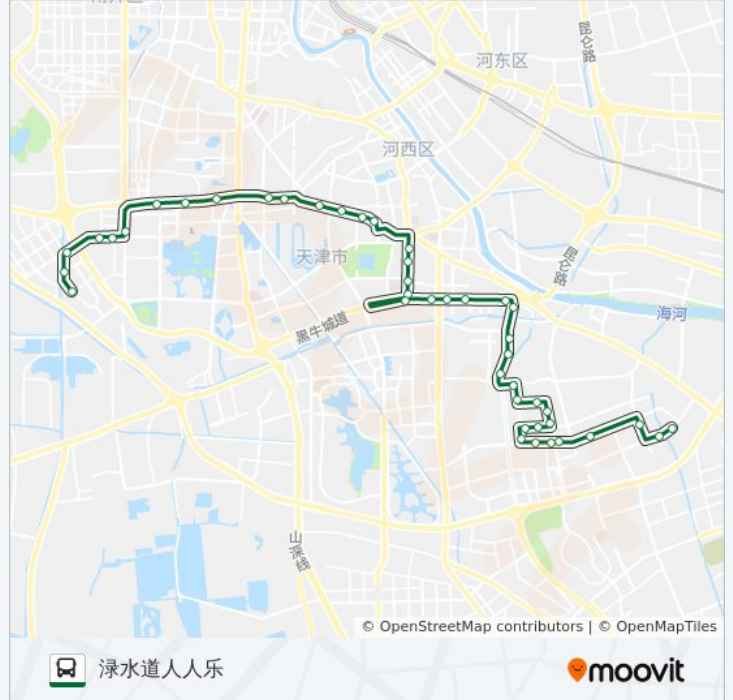 昆仑路
河东区
河西区
天津市
昆仑路
海河
黑牛城道
山深线
© OpenStreetMap contributors | © OpenMapTiles
渌水道人人乐
moovit